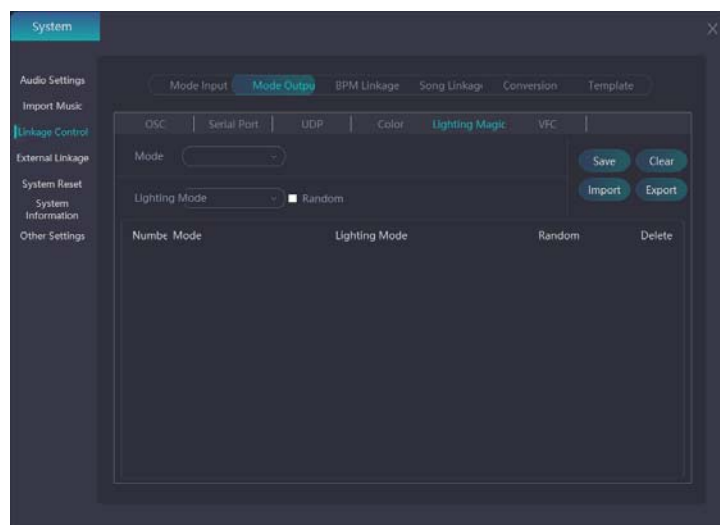 System
X
Audio Settings
Import Music
Linkage Control
External Linkage
System Reset
System
Information
Other Settings
Mode Input Mode Outpu BPM Linkage Song Linkag Conversion Template
OSC Serial Port UDP Color Lighting Magic VFC
Mode
Save Clear
Lighting Mode Random
Import Export
Numbe Mode Lighting Mode Random Delete